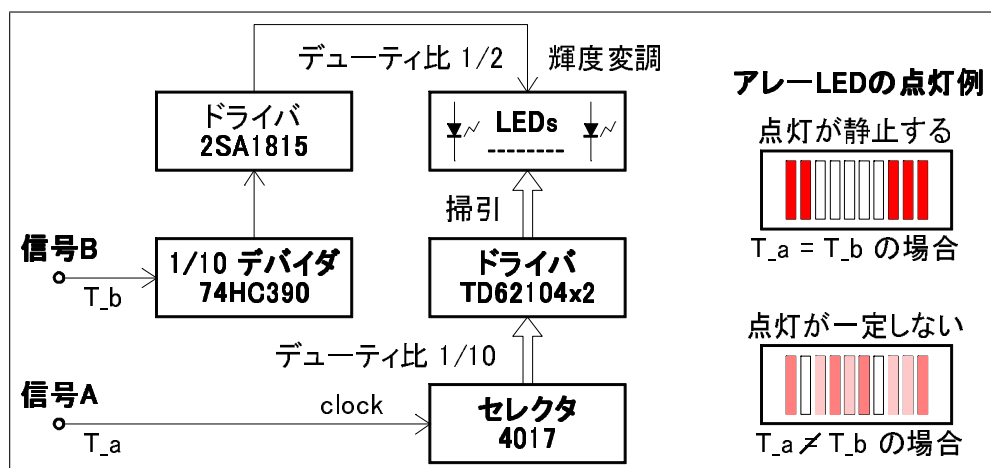 デューティ比 1/2
輝度変調
ドライバ
2SA1815
LEDs
信号B
T_b
1/10 デバイダ
74HC390
掃引
ドライバ
TD62104x2
デューティ比 1/10
信号A
T_a
clock
セレクタ
4017
アレーLEDの点灯例
点灯が静止する
T_a = T_b の場合
点灯が一定しない
T_a ≠ T_b の場合